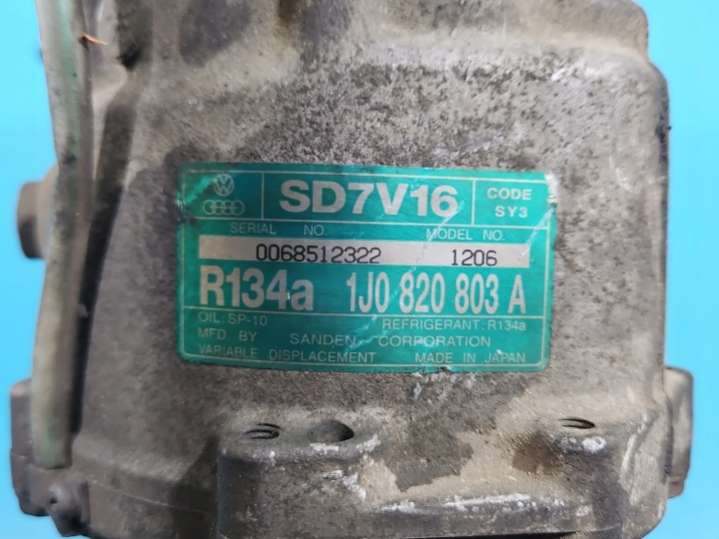 SD7V16 CODE
SY3
SERIAL NO. MODEL NO.
0068512322 1206
R134a 1J0 820 803 A
OIL: SP-10 REFRIGERANT: R134a
MFD BY SANDEN CORPORATION
VARIABLE DISPLACEMENT MADE IN JAPAN